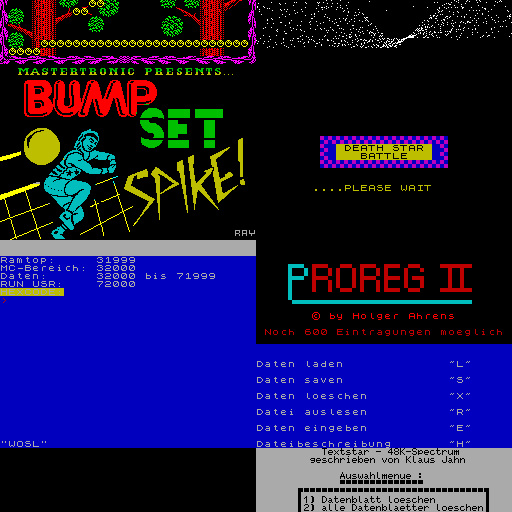 MASTERTRONIC PRESENTS...
BUMP
SET
SPIKE!
RAY
DEATH STAR
BATTLE
....PLEASE WAIT
Ramtop: 31999
MC-Bereich: 32000
Daten: 32000 bis 71999
RUN USR: 72000
"WOSL"
PROREG II
© by Holger Ahrens
Noch 600 Eintragungen moeglich
Daten laden "L"
Daten saven "S"
Daten loeschen "X"
Datei auslesen "R"
Daten eingeben "E"
Dateibeschreibung "H"
Textstar - 48K-Spectrum
geschrieben von Klaus Jahn
Auswahlmenue :
1) Datenblatt loeschen
2) alle Datenblaetter loeschen